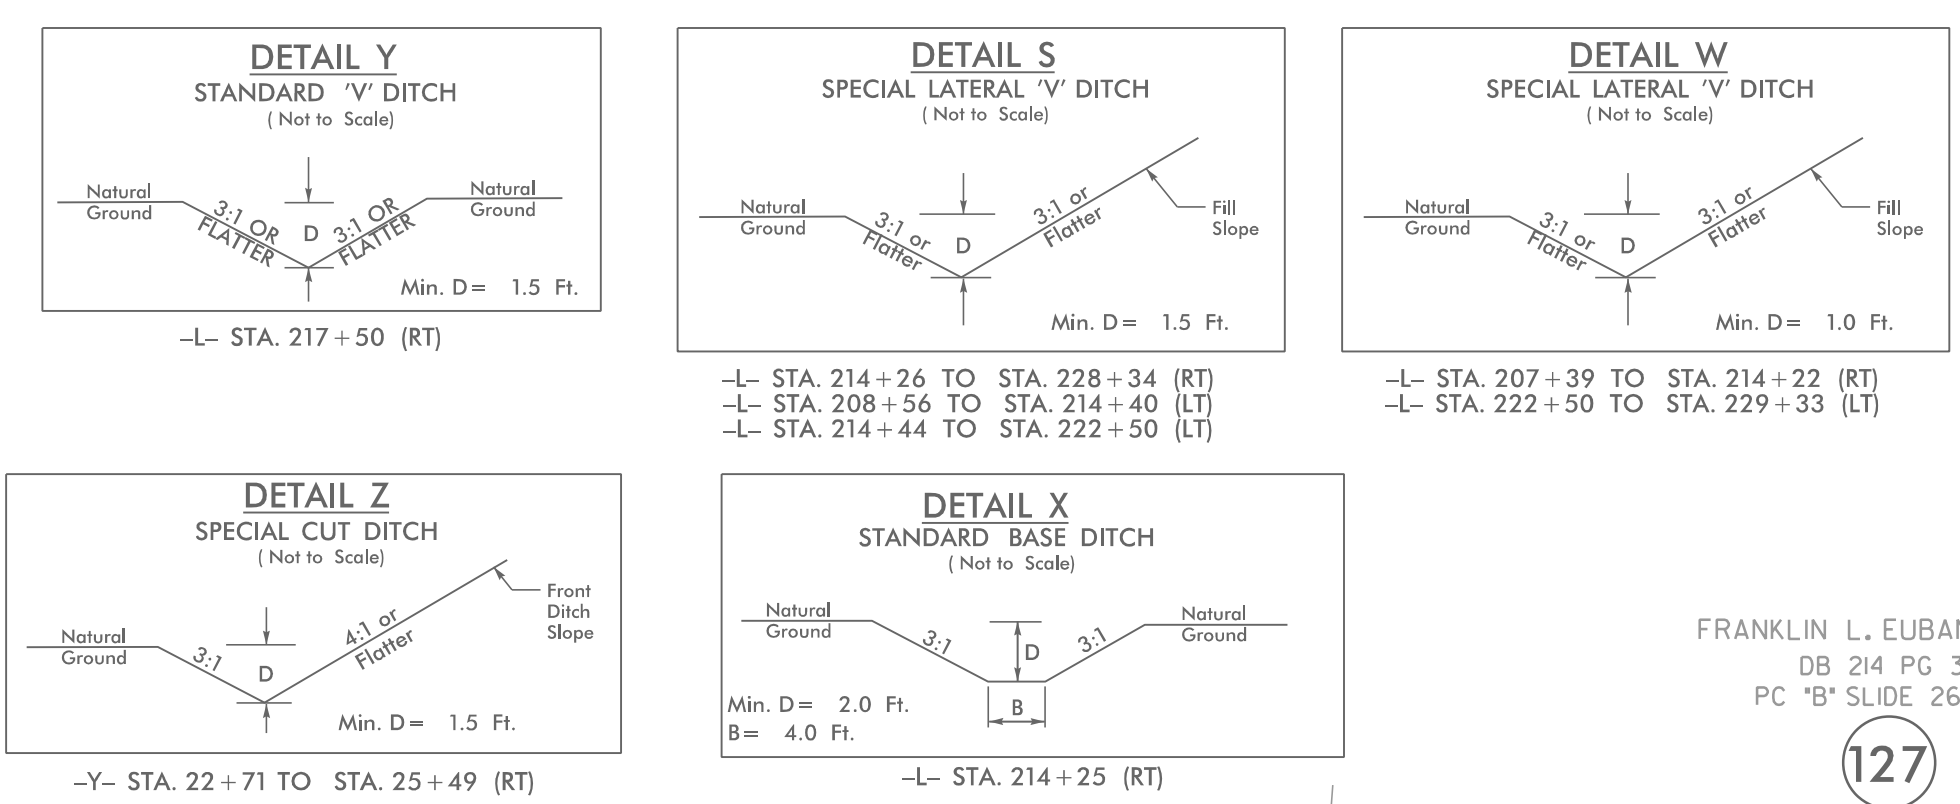 DETAIL Y
STANDARD 'V' DITCH
( Not to Scale)
Natural
Ground
3:1 OR
FLATTER
D
3:1 OR
FLATTER
Natural
Ground
Min. D= 1.5 Ft.
–L– STA. 217+50 (RT)
DETAIL S
SPECIAL LATERAL 'V' DITCH
( Not to Scale)
Natural
Ground
3:1 or
Flatter
D
3:1 or
Flatter
Fill
Slope
Min. D= 1.5 Ft.
–L– STA. 214+26 TO STA. 228+34 (RT)
–L– STA. 208+56 TO STA. 214+40 (LT)
–L– STA. 214+44 TO STA. 222+50 (LT)
DETAIL W
SPECIAL LATERAL 'V' DITCH
( Not to Scale)
Natural
Ground
3:1 or
Flatter
D
3:1 or
Flatter
Fill
Slope
Min. D= 1.0 Ft.
–L– STA. 207+39 TO STA. 214+22 (RT)
–L– STA. 222+50 TO STA. 229+33 (LT)
DETAIL Z
SPECIAL CUT DITCH
( Not to Scale)
Natural
Ground
3:1
D
4:1 or
Flatter
Front
Ditch
Slope
Min. D= 1.5 Ft.
–Y– STA. 22+71 TO STA. 25+49 (RT)
DETAIL X
STANDARD BASE DITCH
( Not to Scale)
Natural
Ground
3:1
D
3:1
Natural
Ground
B
Min. D= 2.0 Ft.
B= 4.0 Ft.
–L– STA. 214+25 (RT)
FRANKLIN L. EUBA
DB 214 PG 3
PC "B" SLIDE 26
127